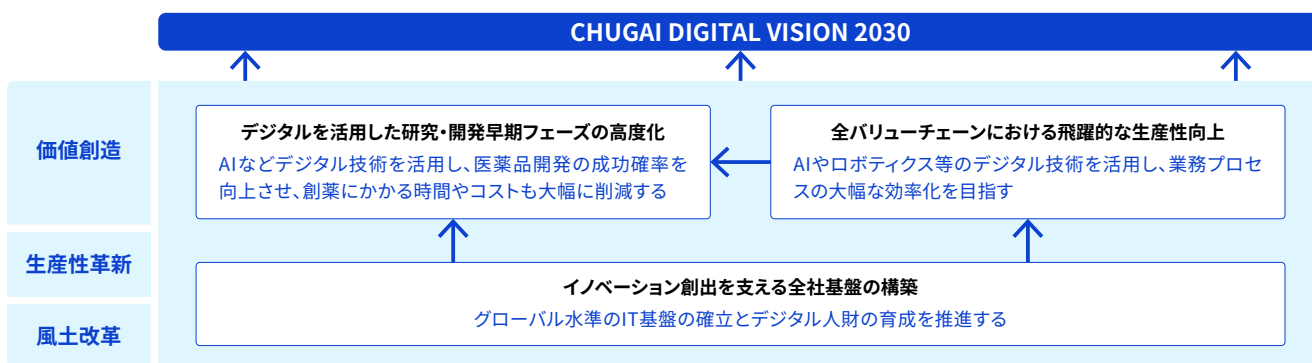 CHUGAI DIGITAL VISION 2030
価値創造
デジタルを活用した研究・開発早期フェーズの高度化
AIなどデジタル技術を活用し、医薬品開発の成功確率を
向上させ、創薬にかかる時間やコストも大幅に削減する
全バリューチェーンにおける飛躍的な生産性向上
AIやロボティクス等のデジタル技術を活用し、業務プロセ
スの大幅な効率化を目指す
生産性革新
イノベーション創出を支える全社基盤の構築
グローバル水準のIT基盤の確立とデジタル人財の育成を推進する
風土改革